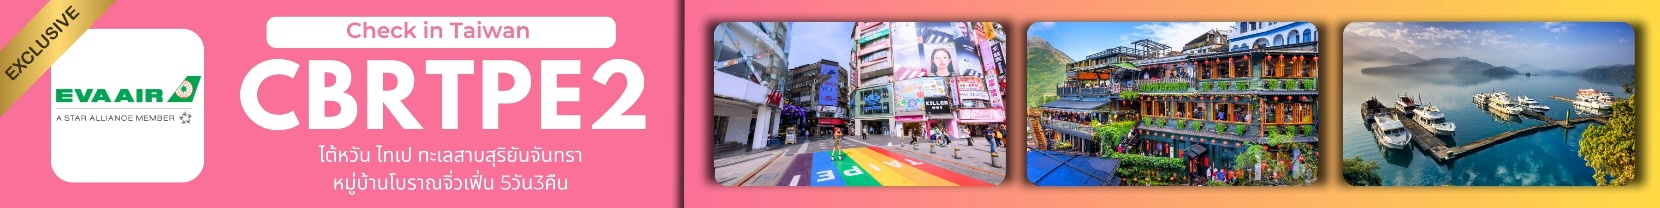 EXCLUSIVE
EVA AIR
A STAR ALLIANCE MEMBER
Check in Taiwan
CBRTPE2
ไต้หวัน ไทเป ทะเลสาบสุริยันจันทรา
หมู่บ้านโบราณจิ่วเฟิ่น 5วัน3คืน
KILLER